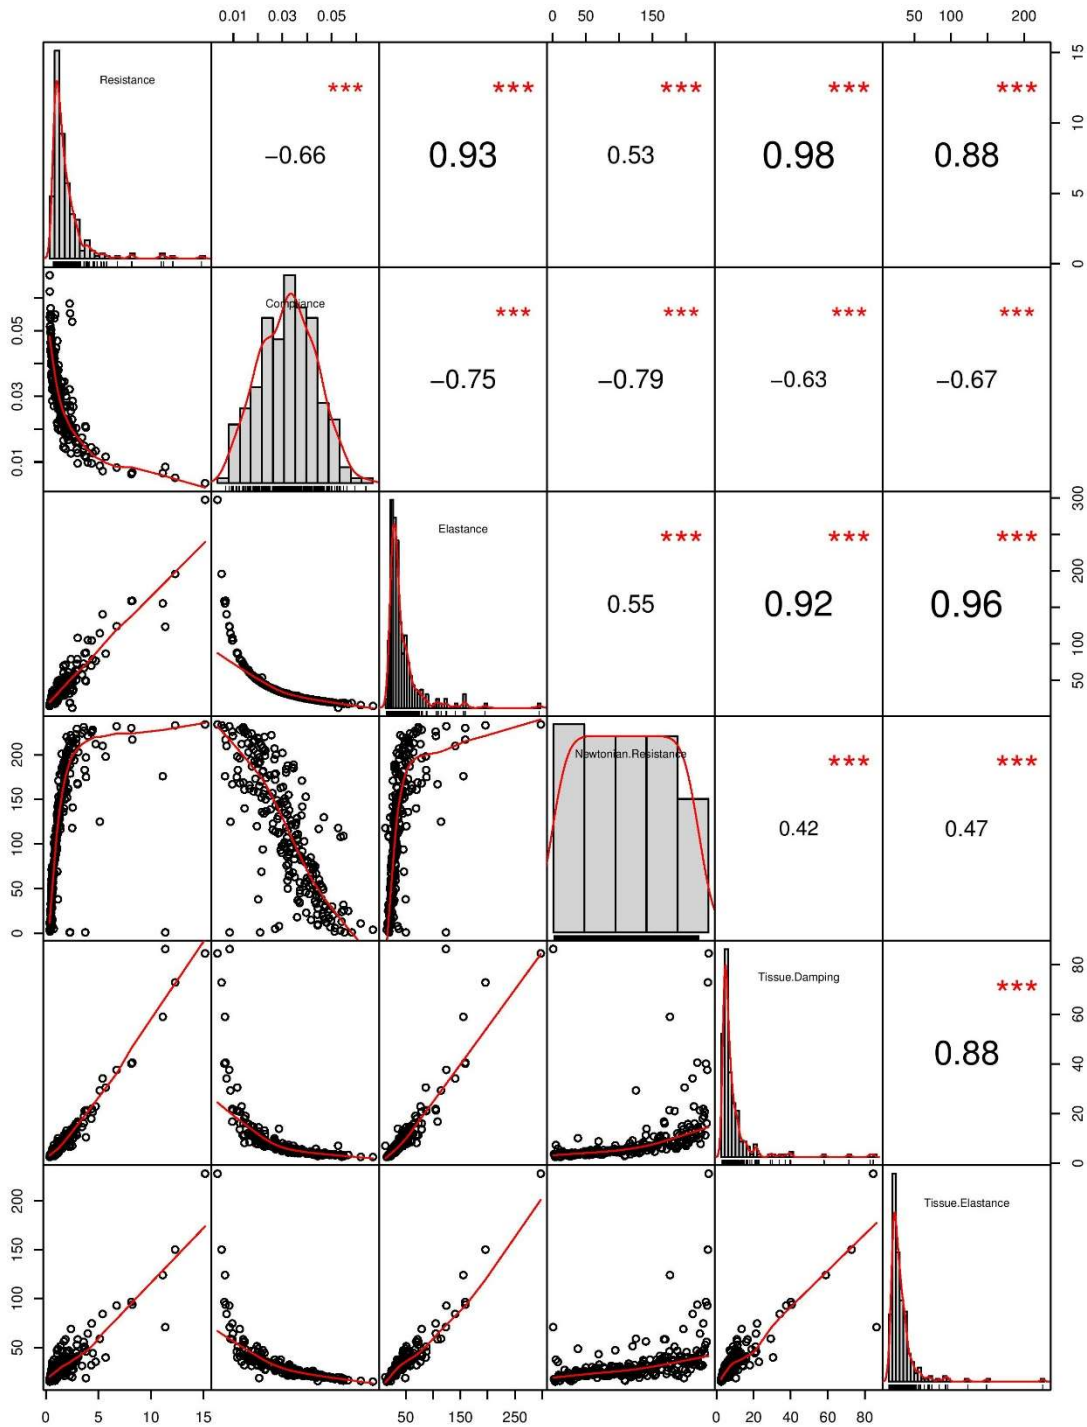 0.01 0.03 0.05 0 50 150 50 100 200
Resistance *** *** *** *** ***
−0.66 0.93 0.53 0.98 0.88
0 5 10 15
Compliance *** *** *** ***
−0.75 −0.79 −0.63 −0.67
0.01 0.03 0.05
Elastance *** *** ***
0.55 0.92 0.96
50 100 200 300
Newtonian.Resistance *** ***
0.42 0.47
0 50 100 150 200
Tissue.Damping ***
0.88
0 20 40 60 80
Tissue.Elastance
50 100 150 200
0 5 10 15 50 150 250 0 20 40 60 80